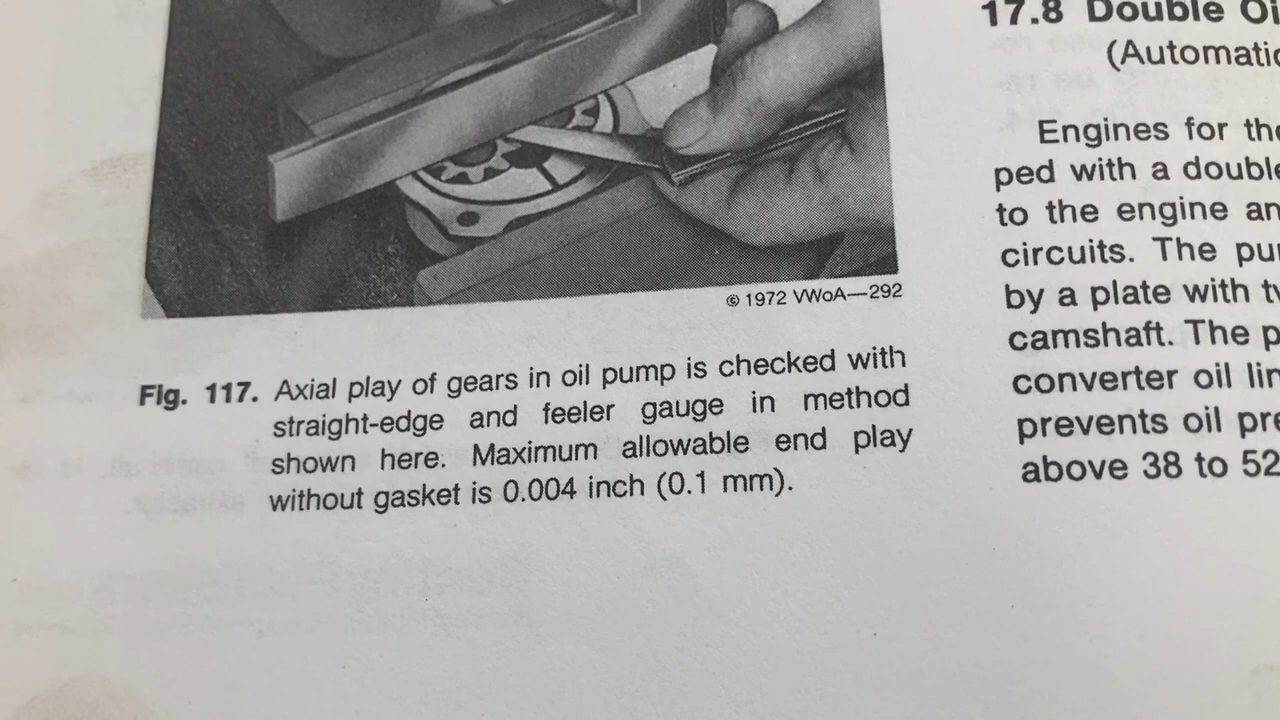 © 1972 VWoA—292
Fig. 117. Axial play of gears in oil pump is checked with
straight-edge and feeler gauge in method
shown here. Maximum allowable end play
without gasket is 0.004 inch (0.1 mm).
17.8 Double Oi
(Automatic
Engines for the
ped with a double
to the engine an
circuits. The pu
by a plate with tw
camshaft. The p
converter oil lin
prevents oil pre
above 38 to 52